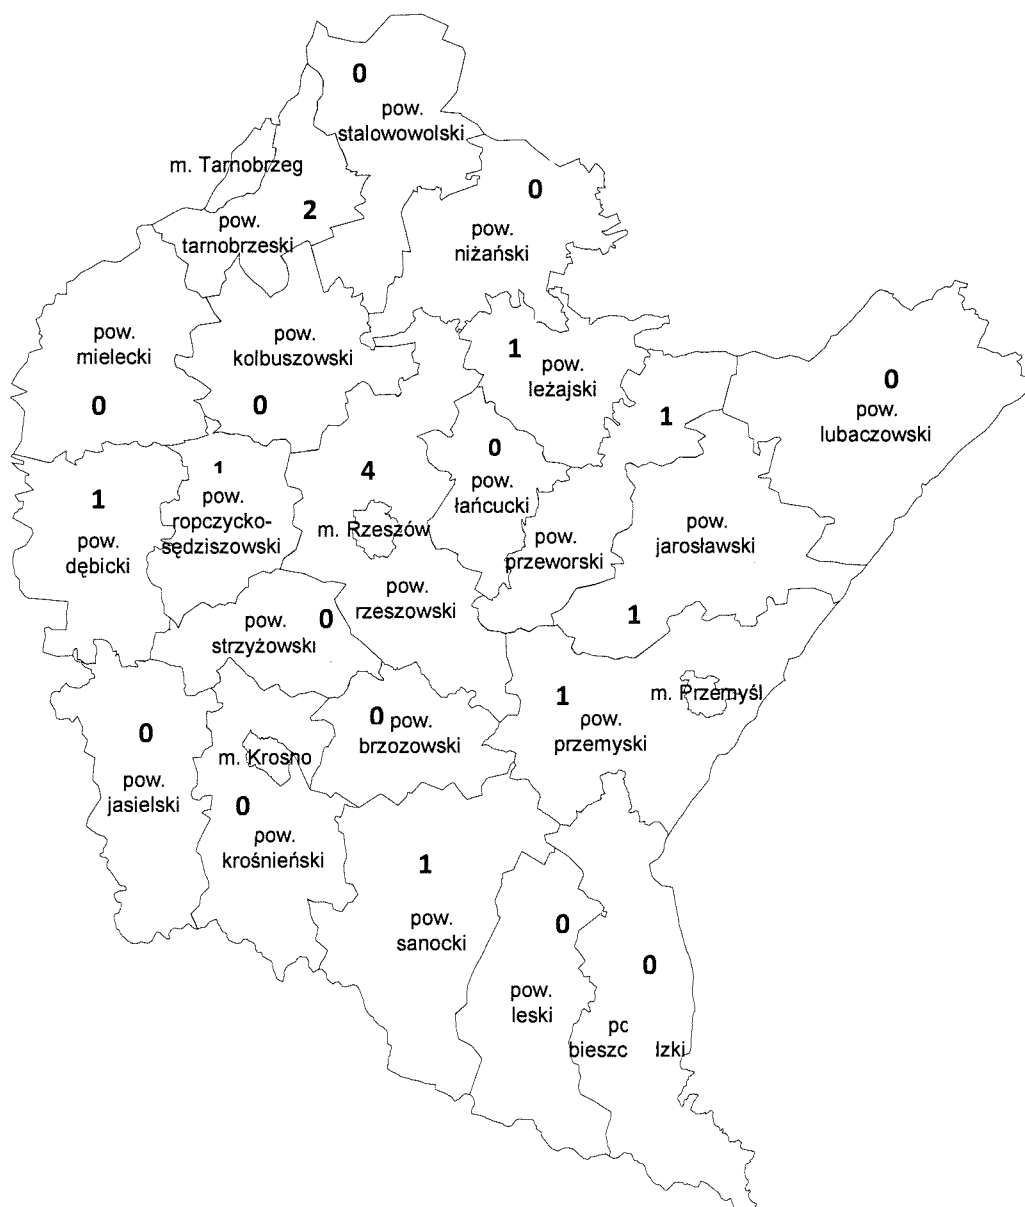 0
pow.
stalowowolski
m. Tarnobrzeg
0
2
pow.
tarnobrzeski
pow.
niżański
pow.
mielecki
0
pow.
kolbuszowski
0
1
pow.
leżajski
0
pow.
lubaczowski
1
0
pow.
łańcucki
4
m. Rzeszów
pow.
rzeszowski
1
pow.
dębicki
1
pow.
ropczycko-
sędziszowski
pow.
przeworski
pow.
jarosławski
1
pow.
strzyżowski
0
1
pow.
przemyski
m. Przemyśl
0
pow.
jasielski
m. Krosno
0
pow.
krośnieński
0 pow.
brzozowski
1
pow.
sanocki
0
pow.
leski
0